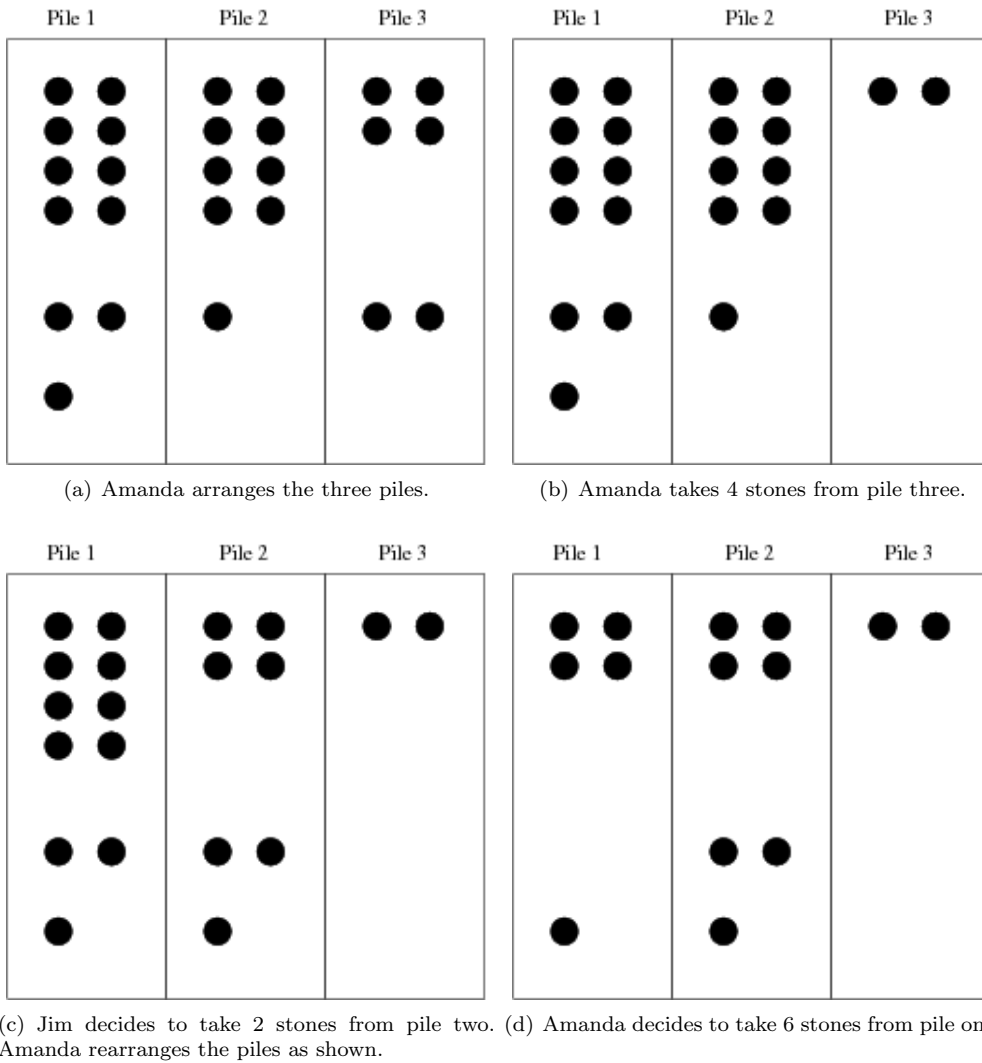 Pile 1 Pile 2 Pile 3
Pile 1 Pile 2 Pile 3
(a) Amanda arranges the three piles.
(b) Amanda takes 4 stones from pile three.
Pile 1 Pile 2 Pile 3
Pile 1 Pile 2 Pile 3
(c) Jim decides to take 2 stones from pile two.
Amanda rearranges the piles as shown.
(d) Amanda decides to take 6 stones from pile on